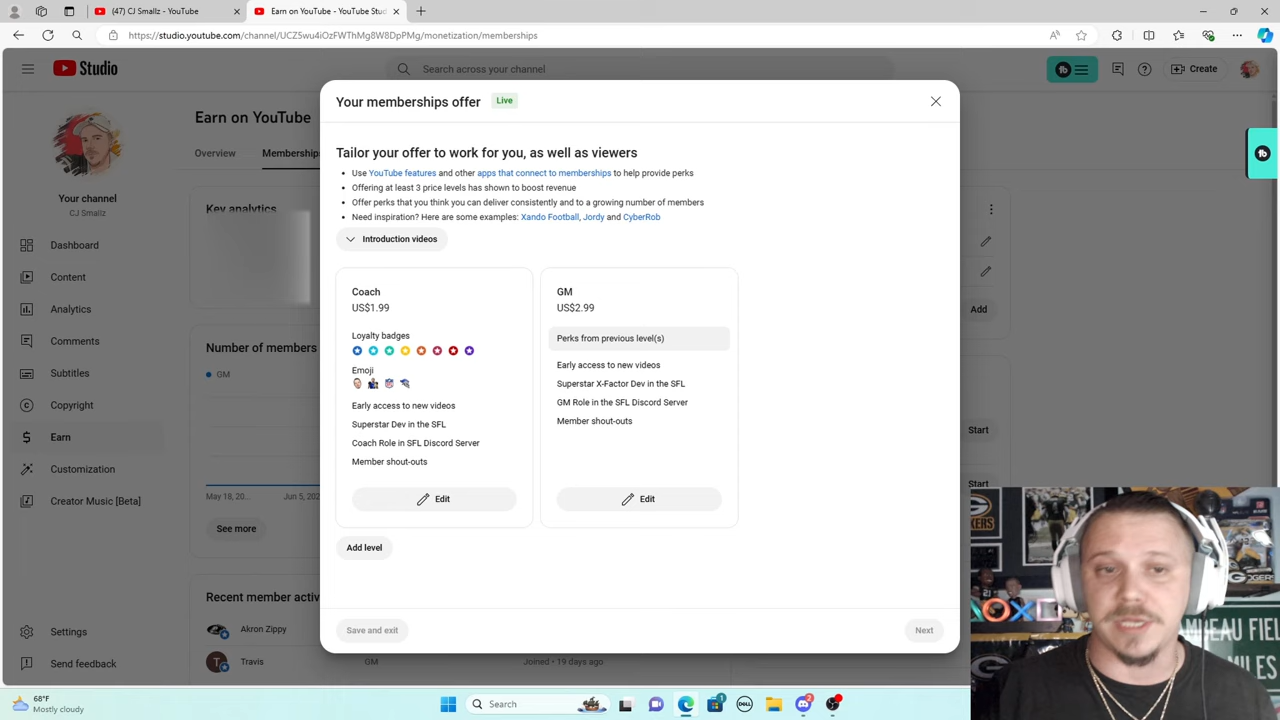 (47) CJ Smallz - YouTube
Earn on YouTube - YouTube Stud
https://studio.youtube.com/channel/UCZ5wu4iOzFWThMg8W8DpPMg/monetization/memberships
Studio
Search across your channel
Create
Your channel
CJ Smallz
Dashboard
Content
Analytics
Comments
Subtitles
Copyright
Earn
Customization
Creator Music [Beta]
Settings
Send feedback
Earn on YouTube
Overview
Memberships
Key analytics
Number of members
GM
May 18, 20...
Jun 5, 202
See more
Recent member activ
Akron Zippy
Travis
GM
Joined • 19 days ago
Add
Start
Start
Your memberships offer
Live
Tailor your offer to work for you, as well as viewers
• Use YouTube features and other apps that connect to memberships to help provide perks
• Offering at least 3 price levels has shown to boost revenue
• Offer perks that you think you can deliver consistently and to a growing number of members
• Need inspiration? Here are some examples: Xando Football, Jordy and CyberRob
Introduction videos
Coach
US$1.99
Loyalty badges
Emoji
Early access to new videos
Superstar Dev in the SFL
Coach Role in SFL Discord Server
Member shout-outs
Edit
GM
US$2.99
Perks from previous level(s)
Early access to new videos
Superstar X-Factor Dev in the SFL
GM Role in the SFL Discord Server
Member shout-outs
Edit
Add level
Save and exit
Next
68°F
Mostly cloudy
Search
DELL